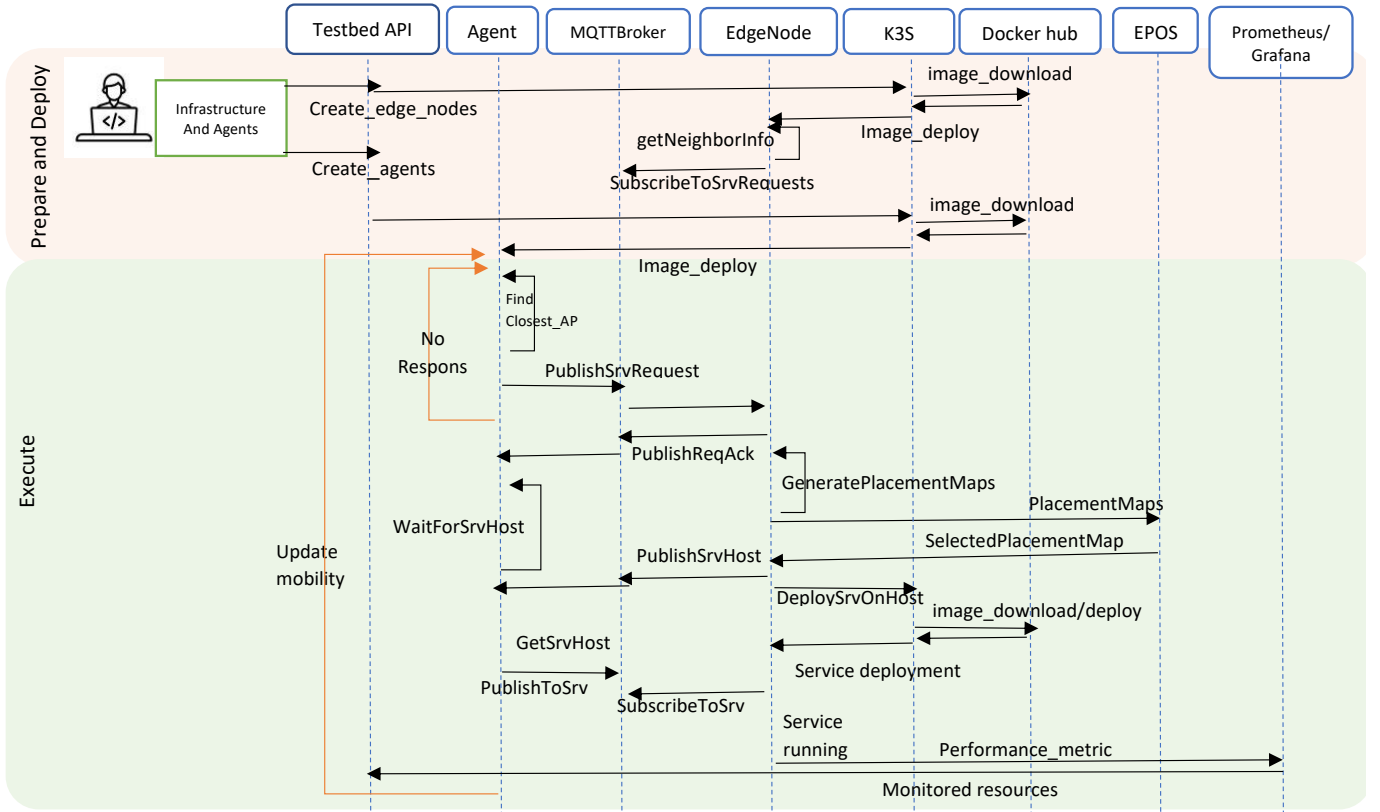 Testbed API
Agent
MQTTBroker
EdgeNode
K3S
Docker hub
EPOS
Prometheus/
Grafana
Prepare and Deploy
</>
Infrastructure
And Agents
Create_edge_nodes
image_download
Image_deploy
getNeighborInfo
Create_agents
SubscribeToSrvRequests
image_download
Image_deploy
Execute
Find
Closest_AP
No
Respons
PublishSrvRequest
PublishReqAck
GeneratePlacementMaps
PlacementMaps
WaitForSrvHost
SelectedPlacementMap
Update
mobility
PublishSrvHost
DeploySrvOnHost
image_download/deploy
GetSrvHost
Service deployment
PublishToSrv
SubscribeToSrv
Service
running
Performance_metric
Monitored resources